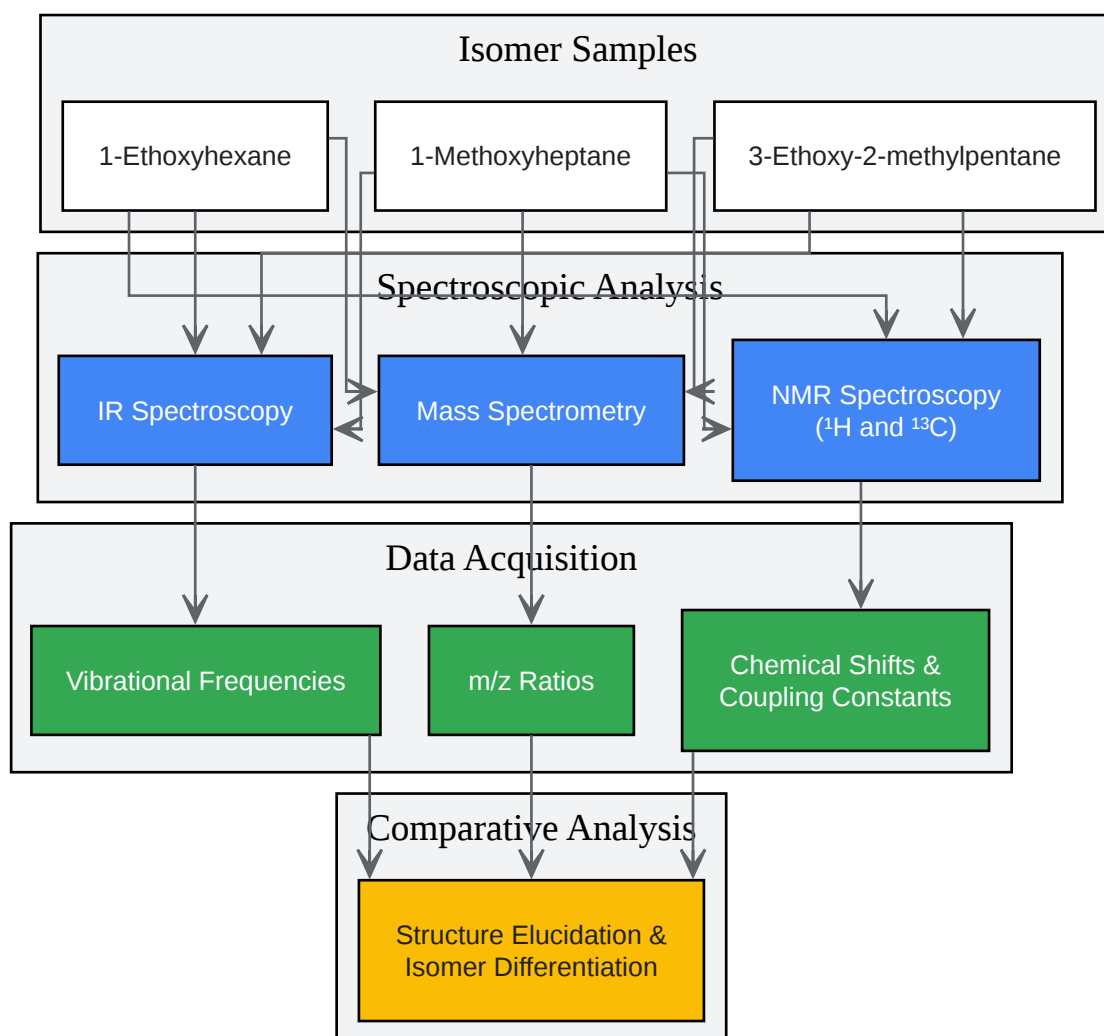 Isomer Samples
1-Ethoxyhexane
1-Methoxyheptane
3-Ethoxy-2-methylpentane
Spectroscopic Analysis
IR Spectroscopy
Mass Spectrometry
NMR Spectroscopy
(¹H and ¹³C)
Data Acquisition
Vibrational Frequencies
m/z Ratios
Chemical Shifts &
Coupling Constants
Comparative Analysis
Structure Elucidation &
Isomer Differentiation